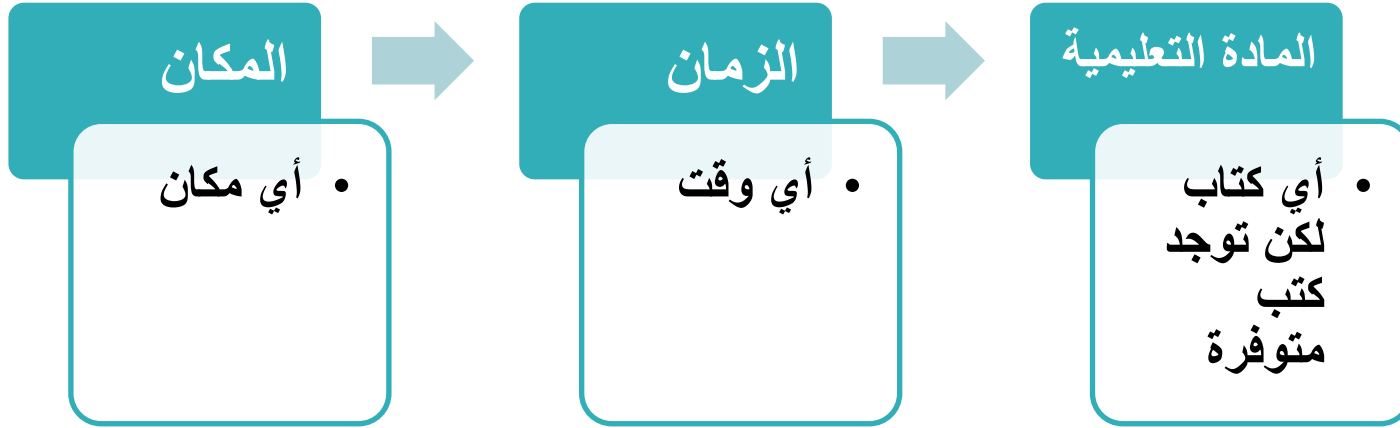 المكان
• أي مكان
الزمان
• أي وقت
المادة التعليمية
• أي كتاب
لكن توجد
كتب
متوفرة